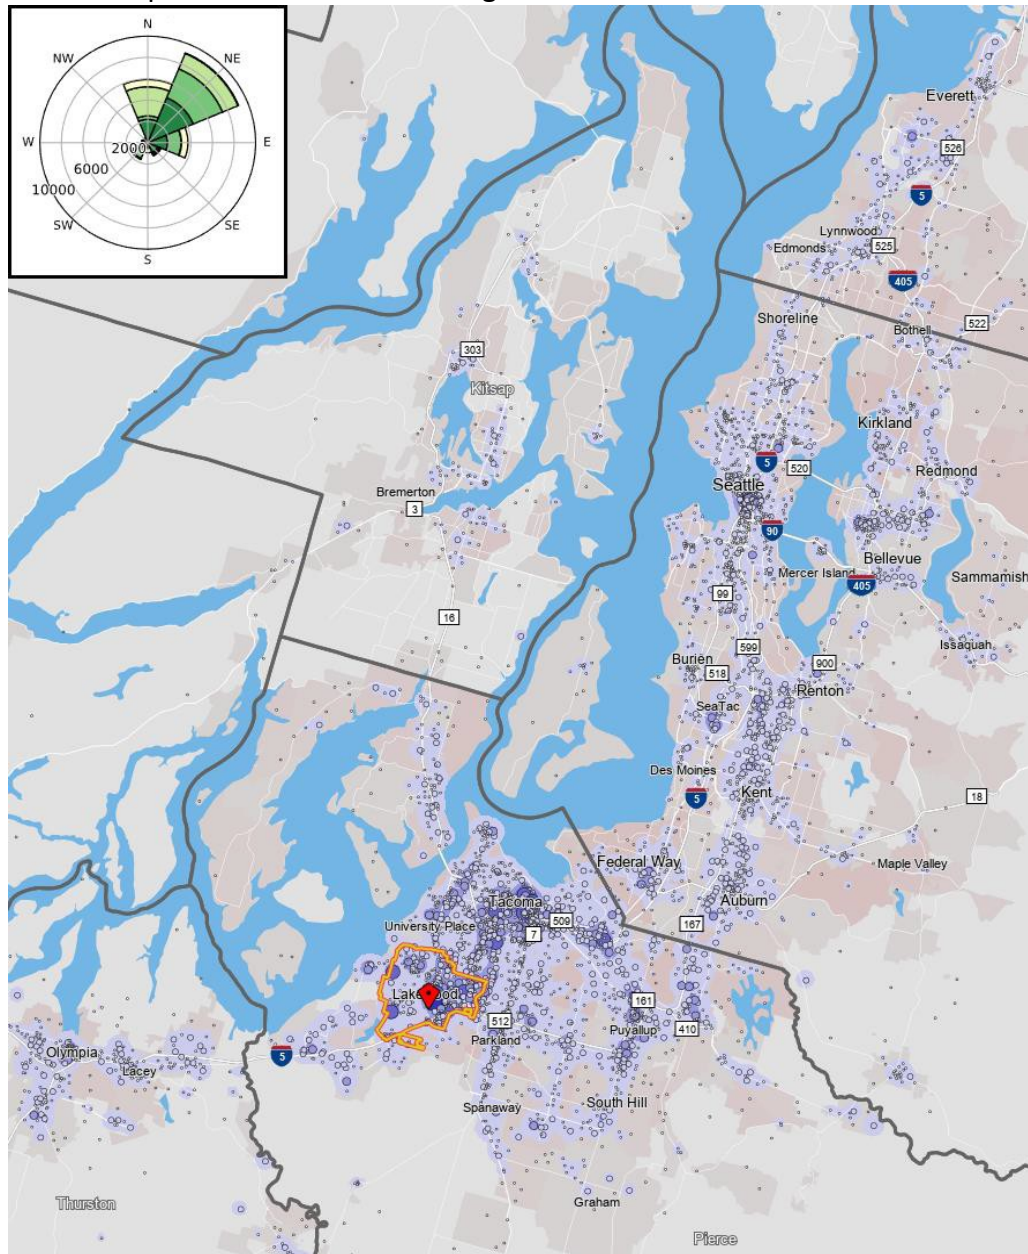 N
NW
NE
W
E
2000
6000
10000
SW
SE
S
Everett
526
5
Lynnwood
Edmonds
525
405
Shoreline
522
Bothell
303
Kitsap
Kirkland
5
520
Redmond
Seattle
Bremerton
3
90
Bellevue
Mercer Island
405
Sammamish
99
16
599
Issaquah
Burien
518
900
Renton
SeaTac
Des Moines
5
Kent
18
Federal Way
Maple Valley
Tacoma
Auburn
University Place
509
167
7
Lakewood
161
512
Puyallup
410
Parkland
Olympia
5
Lacey
Spanaway
South Hill
Thurston
Graham
Pierce